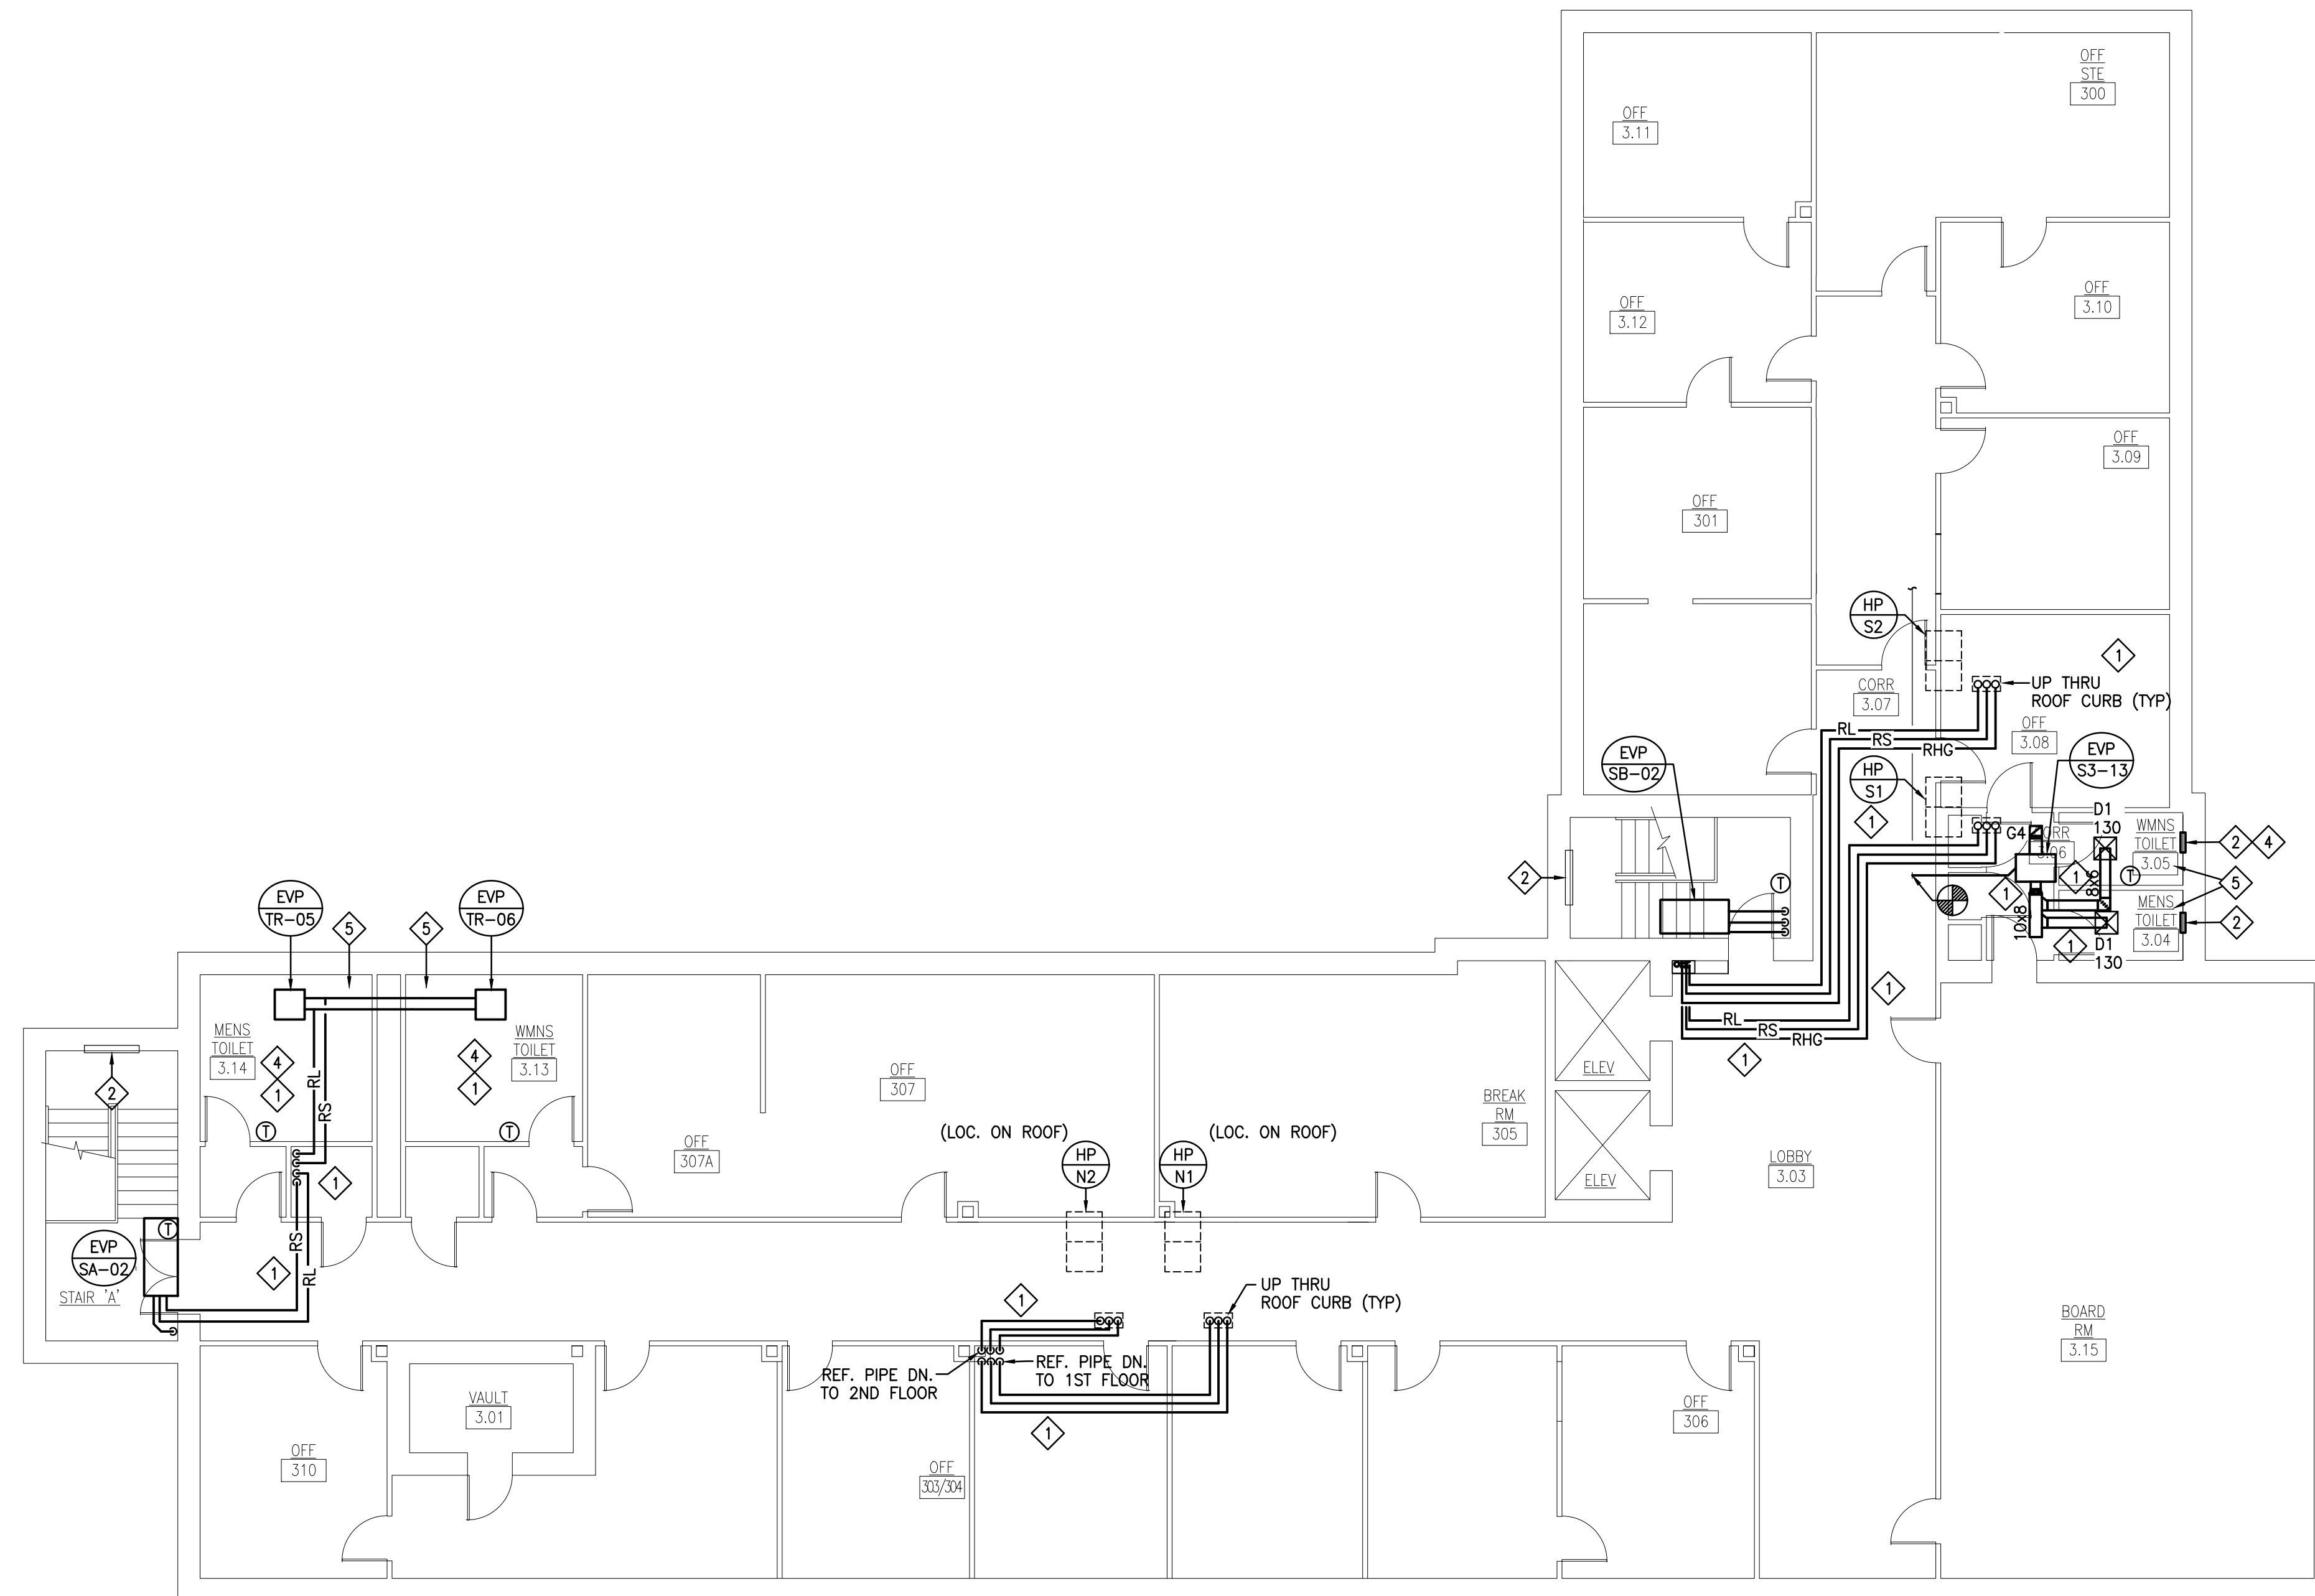 OFF
STE
300
OFF
3.11
OFF
3.12
OFF
3.10
OFF
3.09
OFF
301
HP
S2
1
UP THRU
ROOF CURB (TYP)
CORR
3.07
OFF
3.08
RL
RS
RHG
EVP
SB-02
HP
S1
EVP
S3-13
1
D1
130
G4
CORR
3.06
WMNS
TOILET
3.05
2
4
2
T
1
1
8x6
T
5
10x8
MENS
TOILET
3.04
2
1
D1
130
EVP
TR-05
5
5
EVP
TR-06
1
RL
RS
RHG
1
MENS
TOILET
3.14
4
1
RL
RS
4
1
WMNS
TOILET
3.13
2
T
T
OFF
307
OFF
307A
ELEV
BREAK
RM
305
(LOC. ON ROOF)
(LOC. ON ROOF)
HP
N2
HP
N1
ELEV
LOBBY
3.03
1
T
EVP
SA-02
STAIR 'A'
RS
RL
1
1
UP THRU
ROOF CURB (TYP)
BOARD
RM
3.15
REF. PIPE DN.
TO 2ND FLOOR
REF. PIPE DN.
TO 1ST FLOOR
VAULT
3.01
1
OFF
306
OFF
310
OFF
303/304